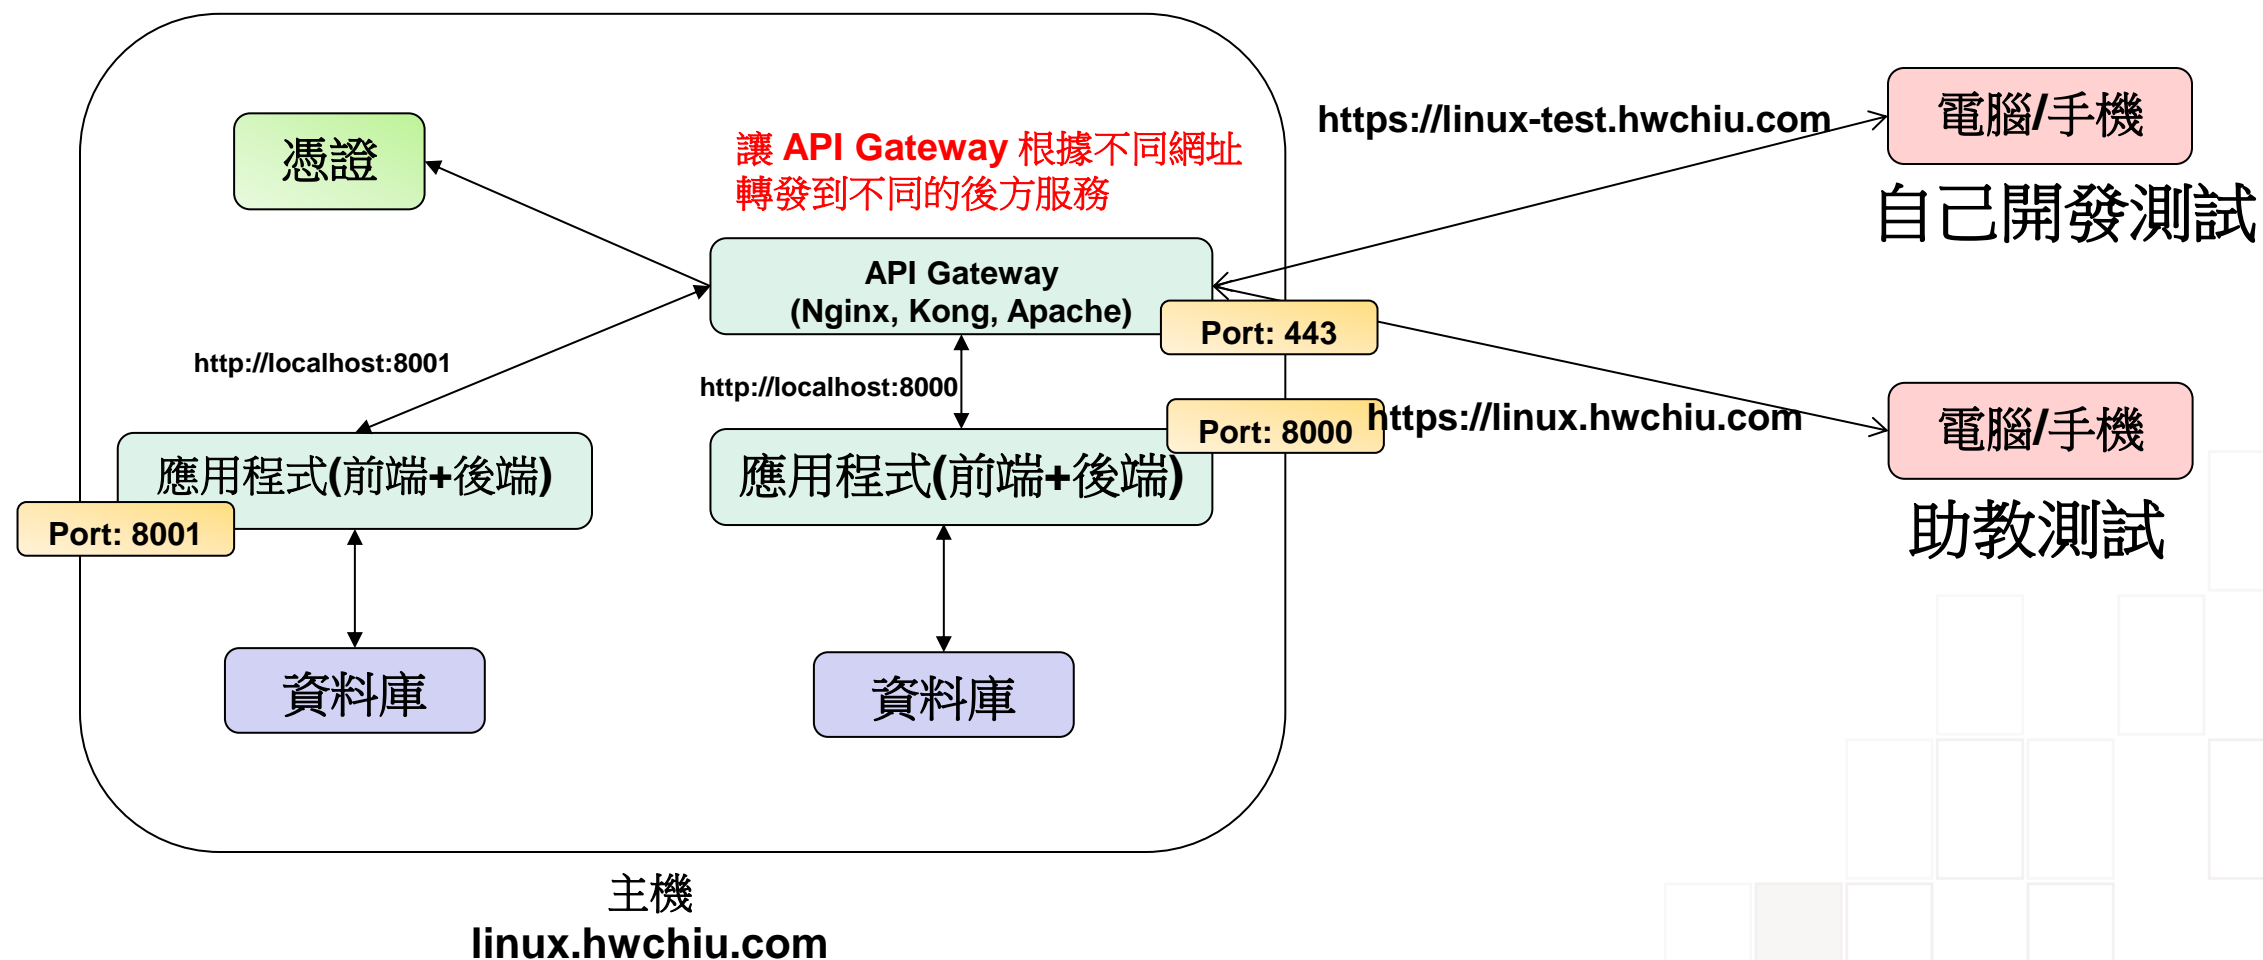 憑證
讓 API Gateway 根據不同網址
轉發到不同的後方服務
https://linux-test.hwchiu.com
電腦/手機
自己開發測試
API Gateway
(Nginx, Kong, Apache)
Port: 443
http://localhost:8001
http://localhost:8000
Port: 8000
https://linux.hwchiu.com
電腦/手機
助教測試
應用程式(前端+後端)
Port: 8001
應用程式(前端+後端)
資料庫
資料庫
主機
linux.hwchiu.com